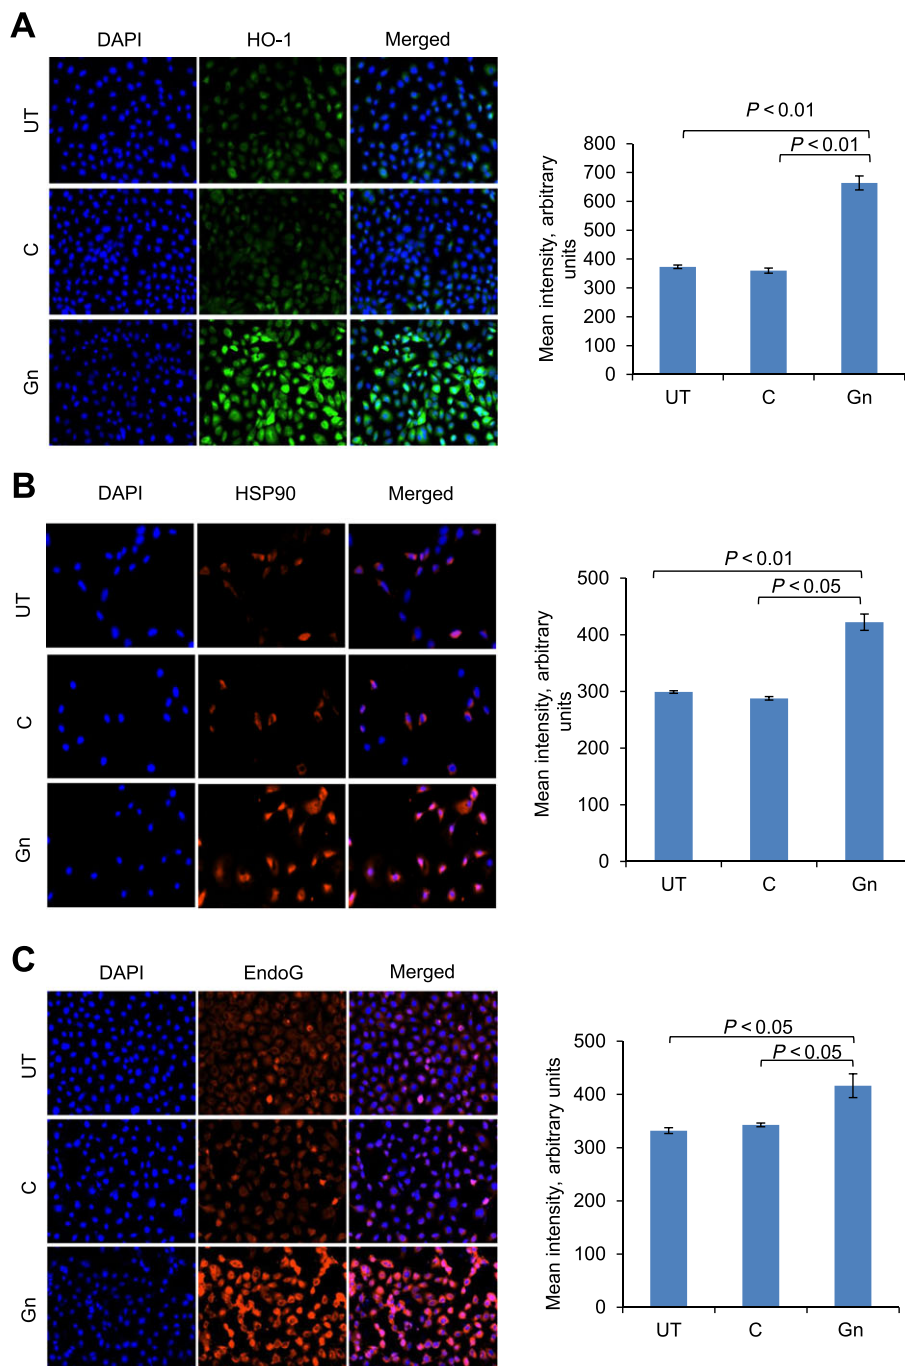 A
DAPI HO-1 Merged
UT
C
Gn
P < 0.01
P < 0.01
Mean intensity, arbitrary
units
800
700
600
500
400
300
200
100
0
UT C Gn
B
DAPI HSP90 Merged
UT
C
Gn
P < 0.01
P < 0.05
Mean intensity, arbitrary
units
500
400
300
200
100
0
UT C Gn
C
DAPI EndoG Merged
UT
C
Gn
P < 0.05
P < 0.05
Mean intensity, arbitrary units
500
400
300
200
100
0
UT C Gn